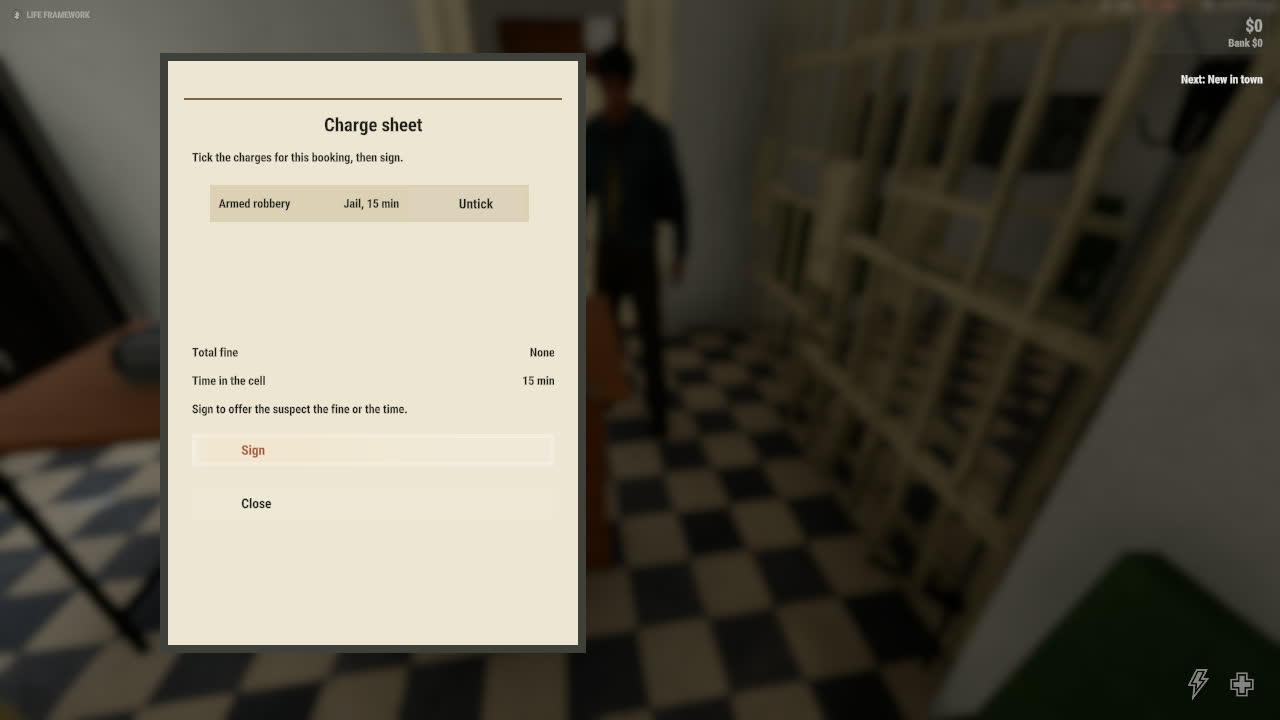 LIFE FRAMEWORK
$0
Bank $0
Next: New in town
Charge sheet
Tick the charges for this booking, then sign.
Armed robbery Jail, 15 min Untick
Total fine None
Time in the cell 15 min
Sign to offer the suspect the fine or the time.
Sign
Close